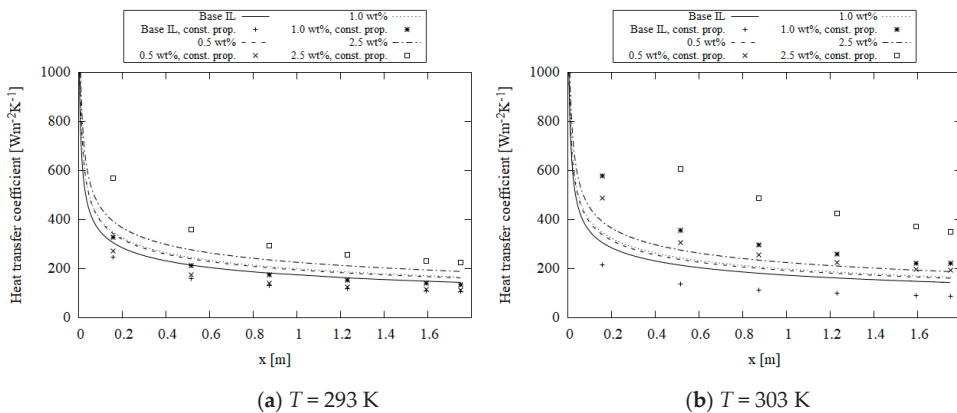 Base IL
Base IL, const. prop.
0.5 wt%
0.5 wt%, const. prop.
1.0 wt%
1.0 wt%, const. prop.
2.5 wt%
2.5 wt%, const. prop.
Heat transfer coefficient [Wm-2K-1]
1000
800
600
400
200
0
0 0.2 0.4 0.6 0.8 1 1.2 1.4 1.6
x [m]
(a) T = 293 K
Base IL
Base IL, const. prop.
0.5 wt%
0.5 wt%, const. prop.
1.0 wt%
1.0 wt%, const. prop.
2.5 wt%
2.5 wt%, const. prop.
Heat transfer coefficient [Wm-2K-1]
1000
800
600
400
200
0
0 0.2 0.4 0.6 0.8 1 1.2 1.4 1.6
x [m]
(b) T = 303 K